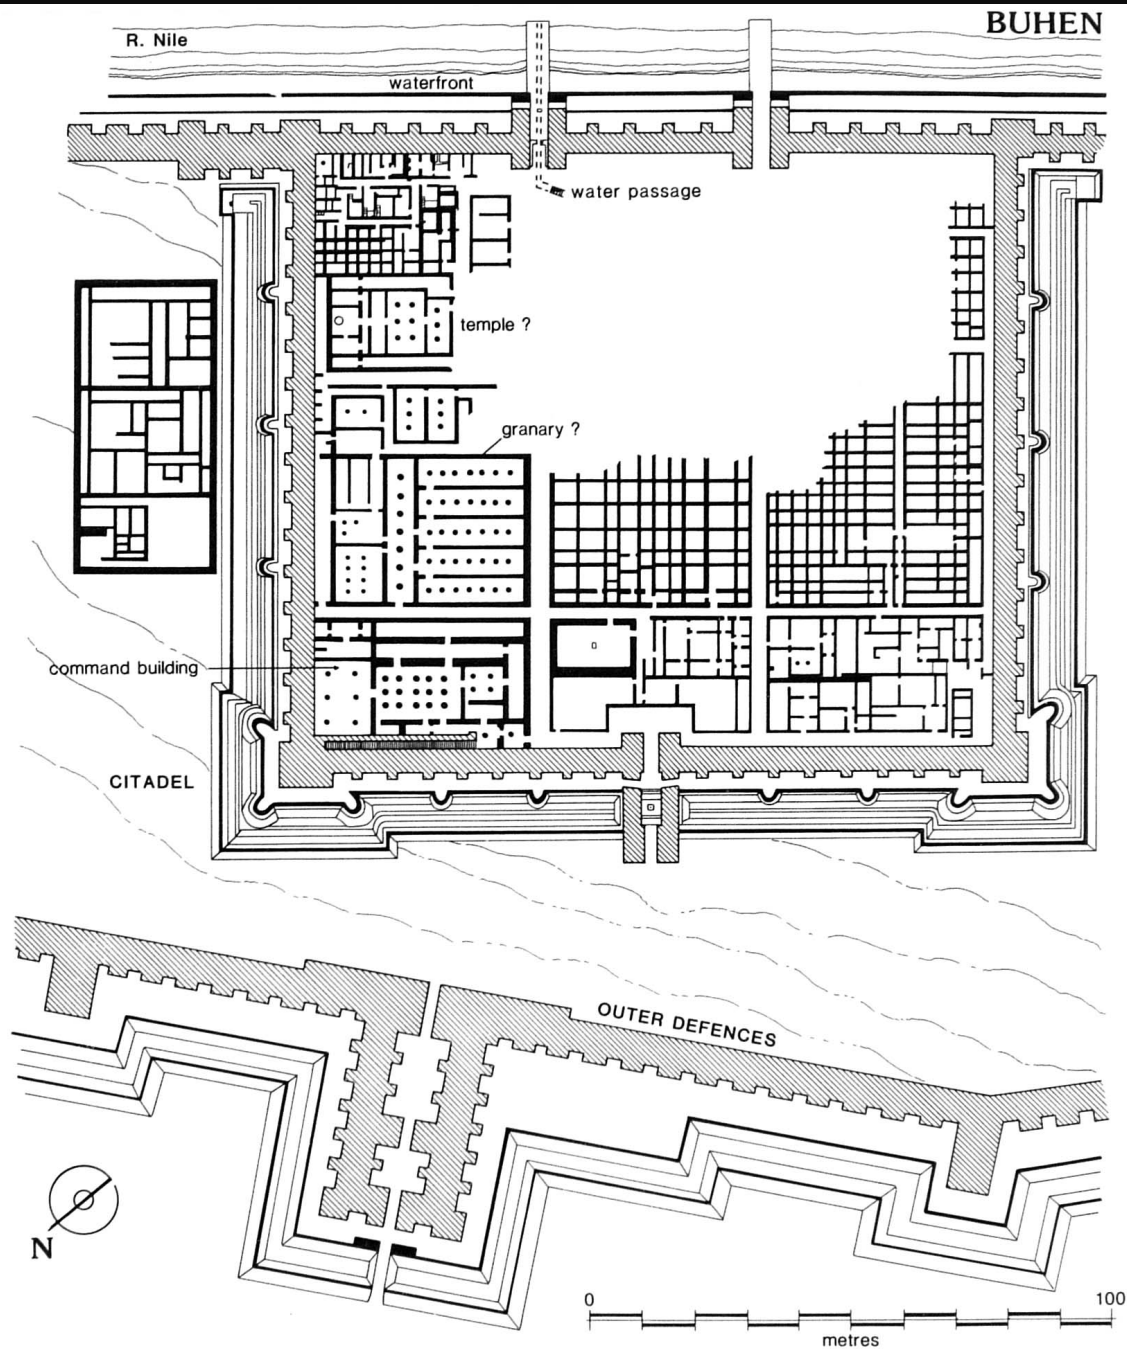 BUHEN
R. Nile
waterfront
water passage
temple ?
granary ?
command building
CITADEL
OUTER DEFENCES
N
0 100
metres